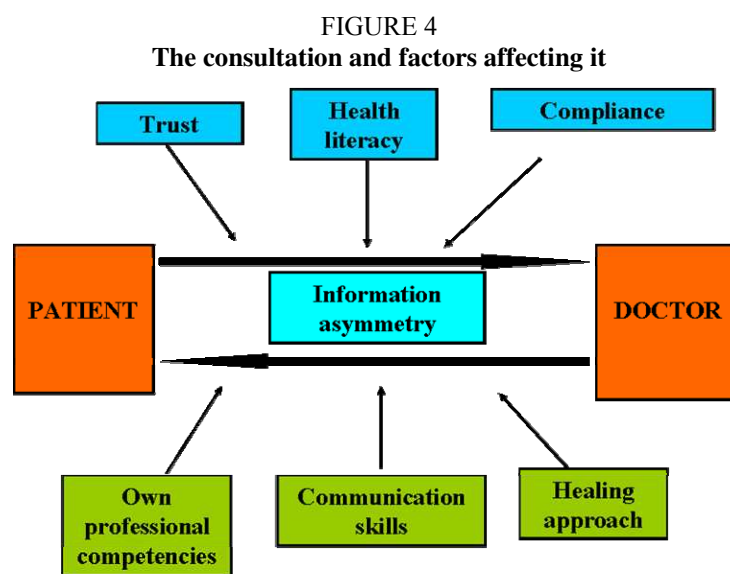 FIGURE 4
The consultation and factors affecting it
Trust
Health
literacy
Compliance
PATIENT
Information
asymmetry
DOCTOR
Own
professional
competencies
Communication
skills
Healing
approach